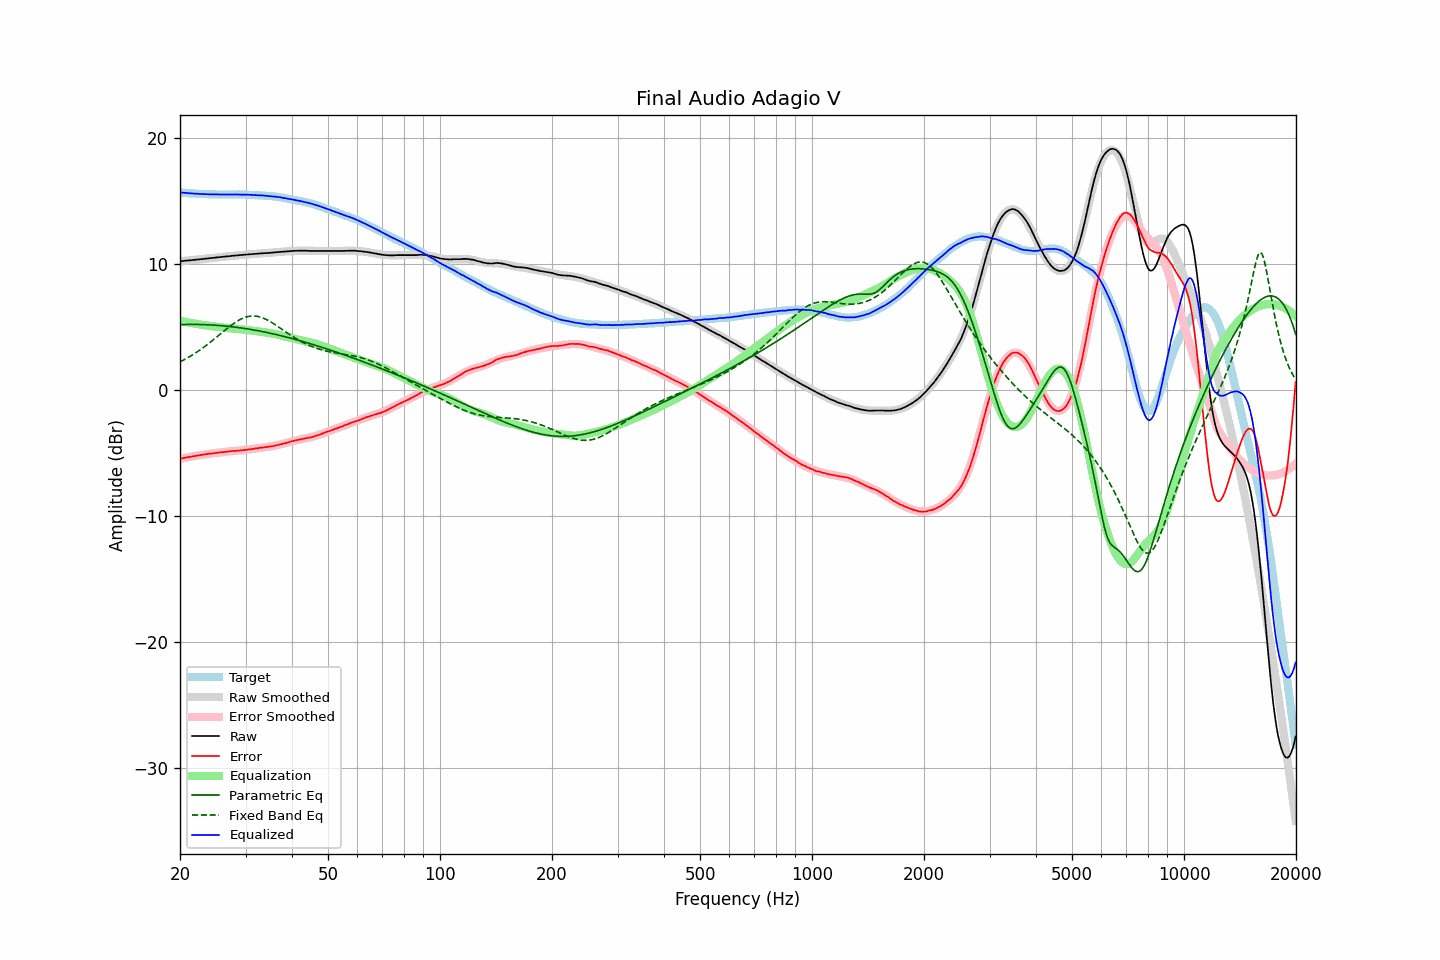 Final Audio Adagio V
Amplitude (dBr)
20
10
0
−10
−20
−30
Target
Raw Smoothed
Error Smoothed
Raw
Error
Equalization
Parametric Eq
Fixed Band Eq
Equalized
20 50 100 200 500 1000 2000 5000 10000 20000
Frequency (Hz)